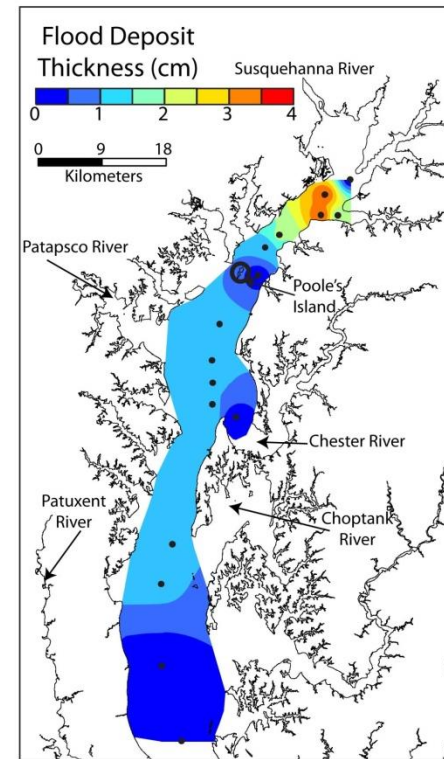 Flood Deposit
Thickness (cm)
Susquehanna River
0 1 2 3 4
0 9 18
Kilometers
Patapsco River
Poole's
Island
Chester River
Patuxent
River
Choptank
River